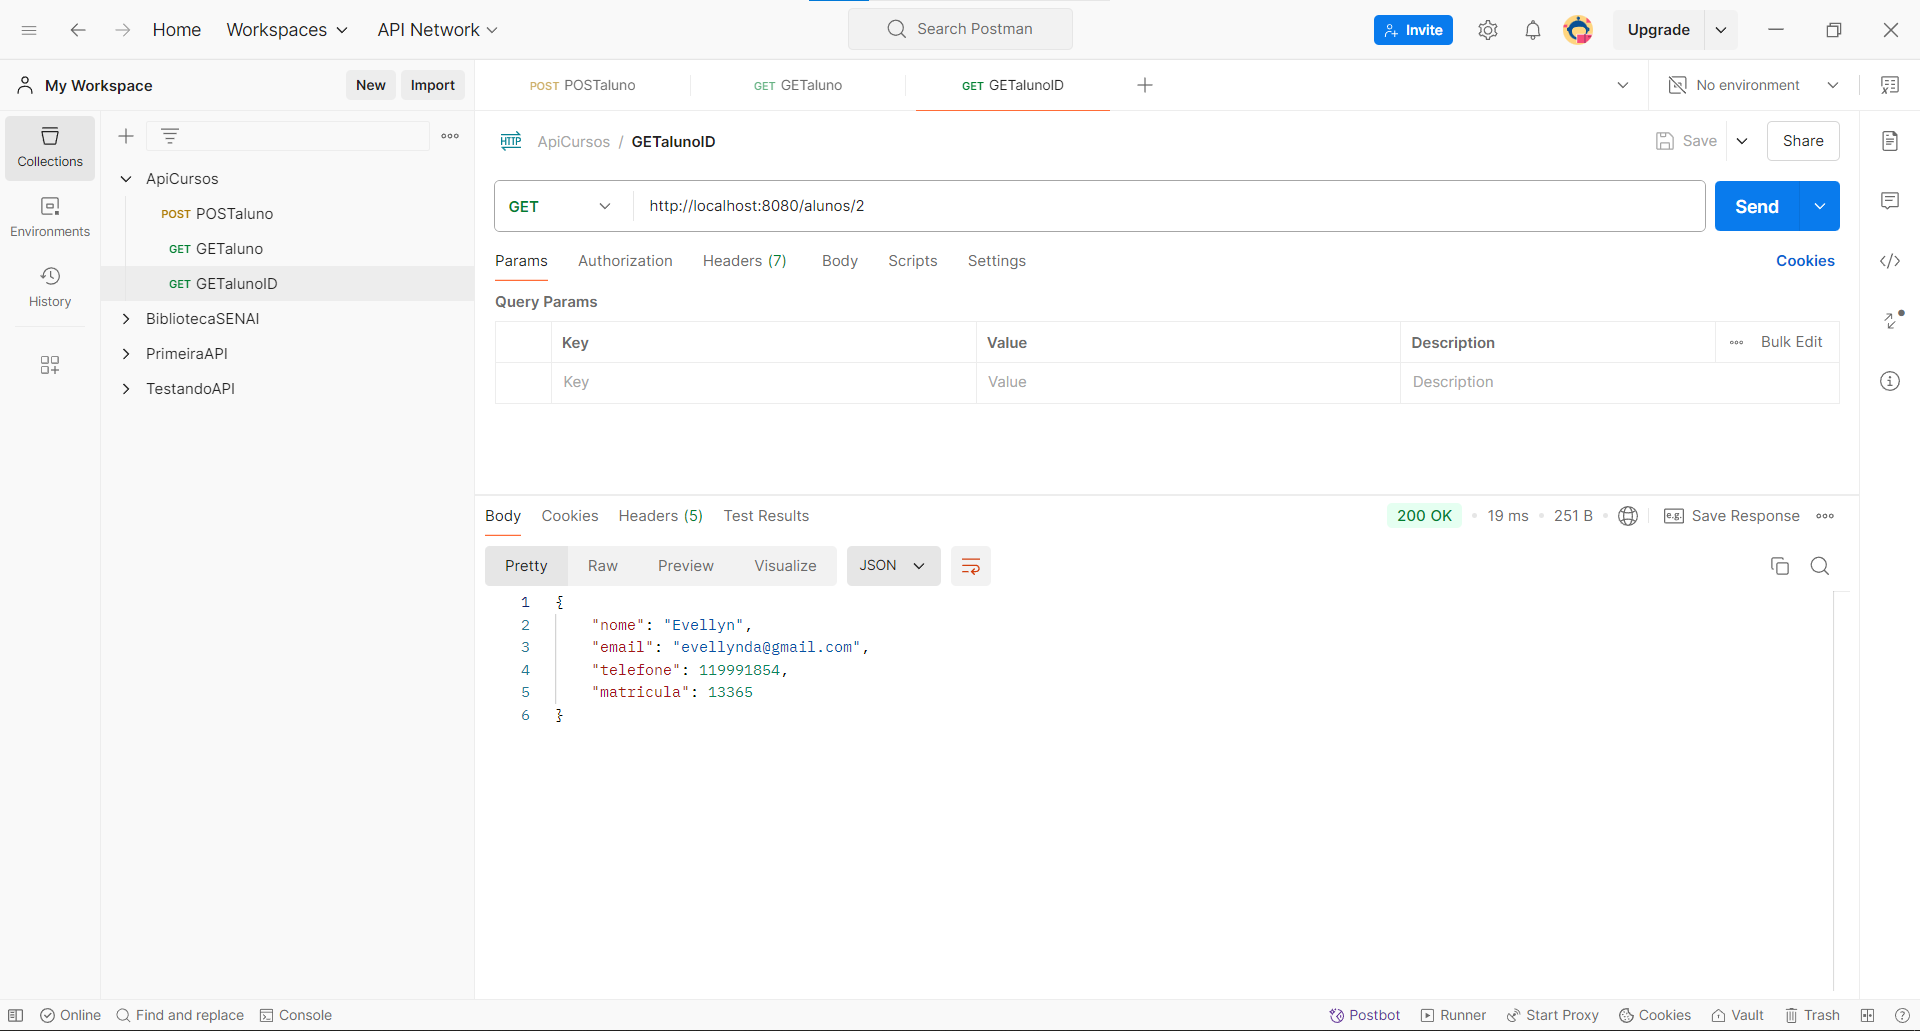 Home Workspaces API Network Search Postman Invite Upgrade
My Workspace New Import POST POSTaluno GET GETaluno GET GETalunoID No environment
Collections
Environments
History
ApiCursos
POST POSTaluno
GET GETaluno
GET GETalunoID
BibliotecaSENAI
PrimeiraAPI
TestandoAPI
HTTP ApiCursos / GETalunoID Save Share
GET http://localhost:8080/alunos/2 Send
Params Authorization Headers (7) Body Scripts Settings Cookies
Query Params
Key Value Description Bulk Edit
Key Value Description
Body Cookies Headers (5) Test Results 200 OK 19 ms 251 B e.g. Save Response
Pretty Raw Preview Visualize JSON
1 {
2 "nome": "Evellyn",
3 "email": "evellynda@gmail.com",
4 "telefone": 119991854,
5 "matricula": 13365
6 }
Online Find and replace Console Postbot Runner Start Proxy Cookies Vault Trash